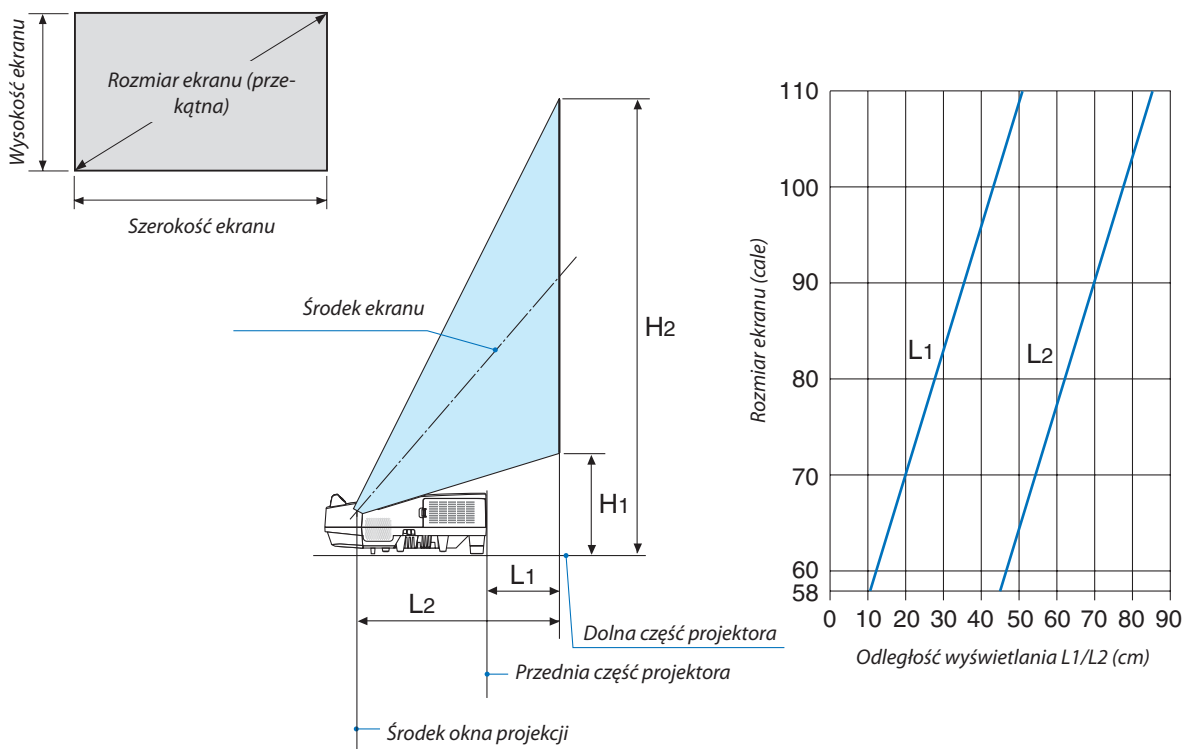 Wysokość ekranu
Rozmiar ekranu (prze-
kątna)
Szerokość ekranu
Środek ekranu
H2
H1
L1
L2
Dolna część projektora
Przednia część projektora
Środek okna projekcji
Rozmiar ekranu (cale)
110
100
90
80
70
60
58
L1
L2
0 10 20 30 40 50 60 70 80 90
Odległość wyświetlania L1/L2 (cm)